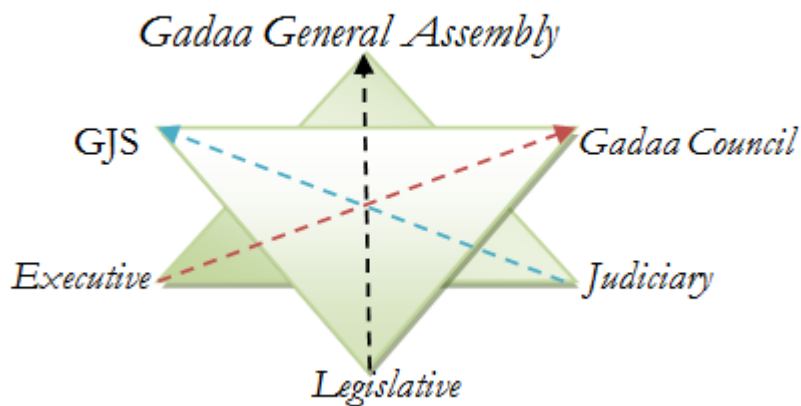 Gadaa General Assembly
GJS
Gadaa Council
Executive
Judiciary
Legislative